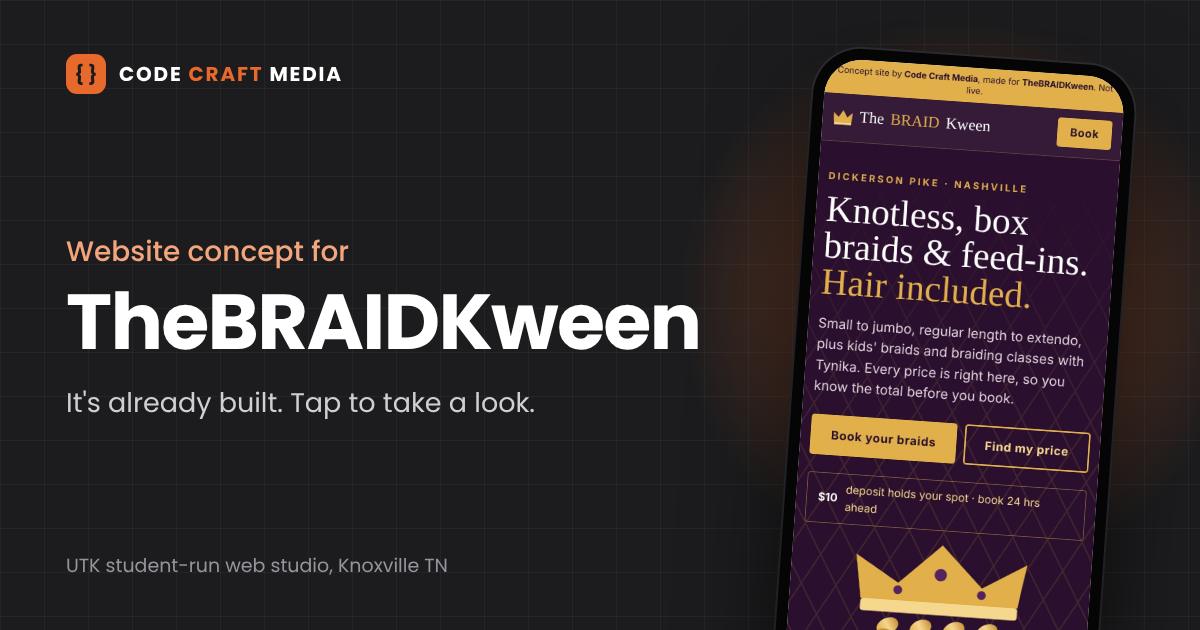 { } CODE CRAFT MEDIA
Website concept for
TheBRAIDKween
It's already built. Tap to take a look.
UTK student-run web studio, Knoxville TN
Concept site by Code Craft Media, made for TheBRAIDKween. Not
live.
The BRAID Kween
Book
DICKERSON PIKE · NASHVILLE
Knotless, box
braids & feed-ins.
Hair included.
Small to jumbo, regular length to extendo,
plus kids' braids and braiding classes with
Tynika. Every price is right here, so you
know the total before you book.
Book your braids
Find my price
$10 deposit holds your spot · book 24 hrs
ahead